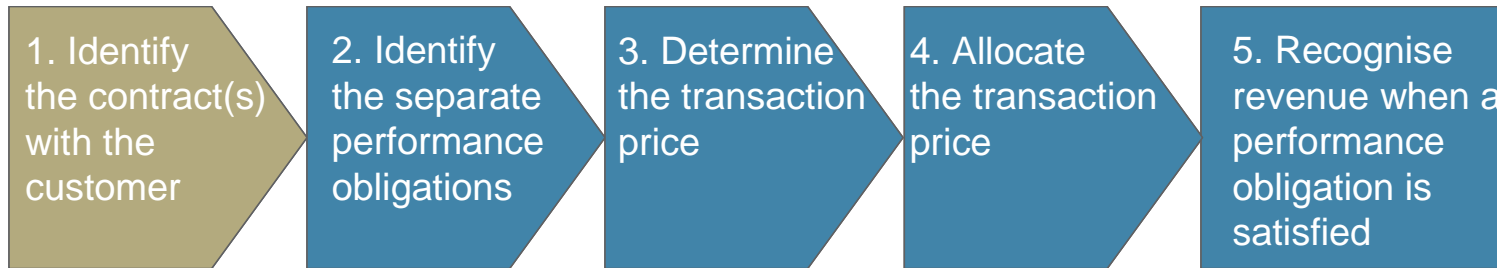 1. Identify
the contract(s)
with the
customer
2. Identify
the separate
performance
obligations
3. Determine
the transaction
price
4. Allocate
the transaction
price
5. Recognise
revenue when a
performance
obligation is
satisfied